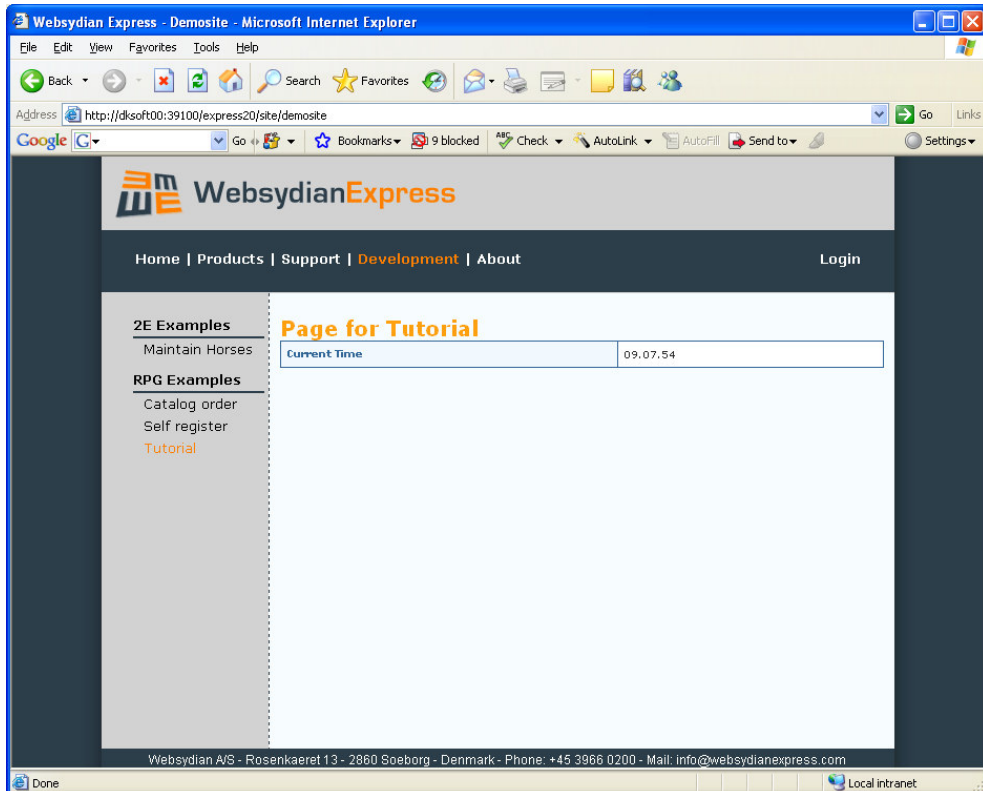 Websydian Express - Demosite - Microsoft Internet Explorer
File Edit View Favorites Tools Help
Back Search Favorites
Address http://dksoft00:39100/express20/site/demosite Go Links
Google G Go Bookmarks 9 blocked ABC Check AutoLink AutoFill Send to Settings
WebsydianExpress
Home | Products | Support | Development | About Login
2E Examples
Maintain Horses
RPG Examples
Catalog order
Self register
Tutorial
Page for Tutorial
Current Time 09.07.54
Websydian A/S - Rosenkaeret 13 - 2860 Soeborg - Denmark - Phone: +45 3966 0200 - Mail: info@websydianexpress.com
Done Local intranet